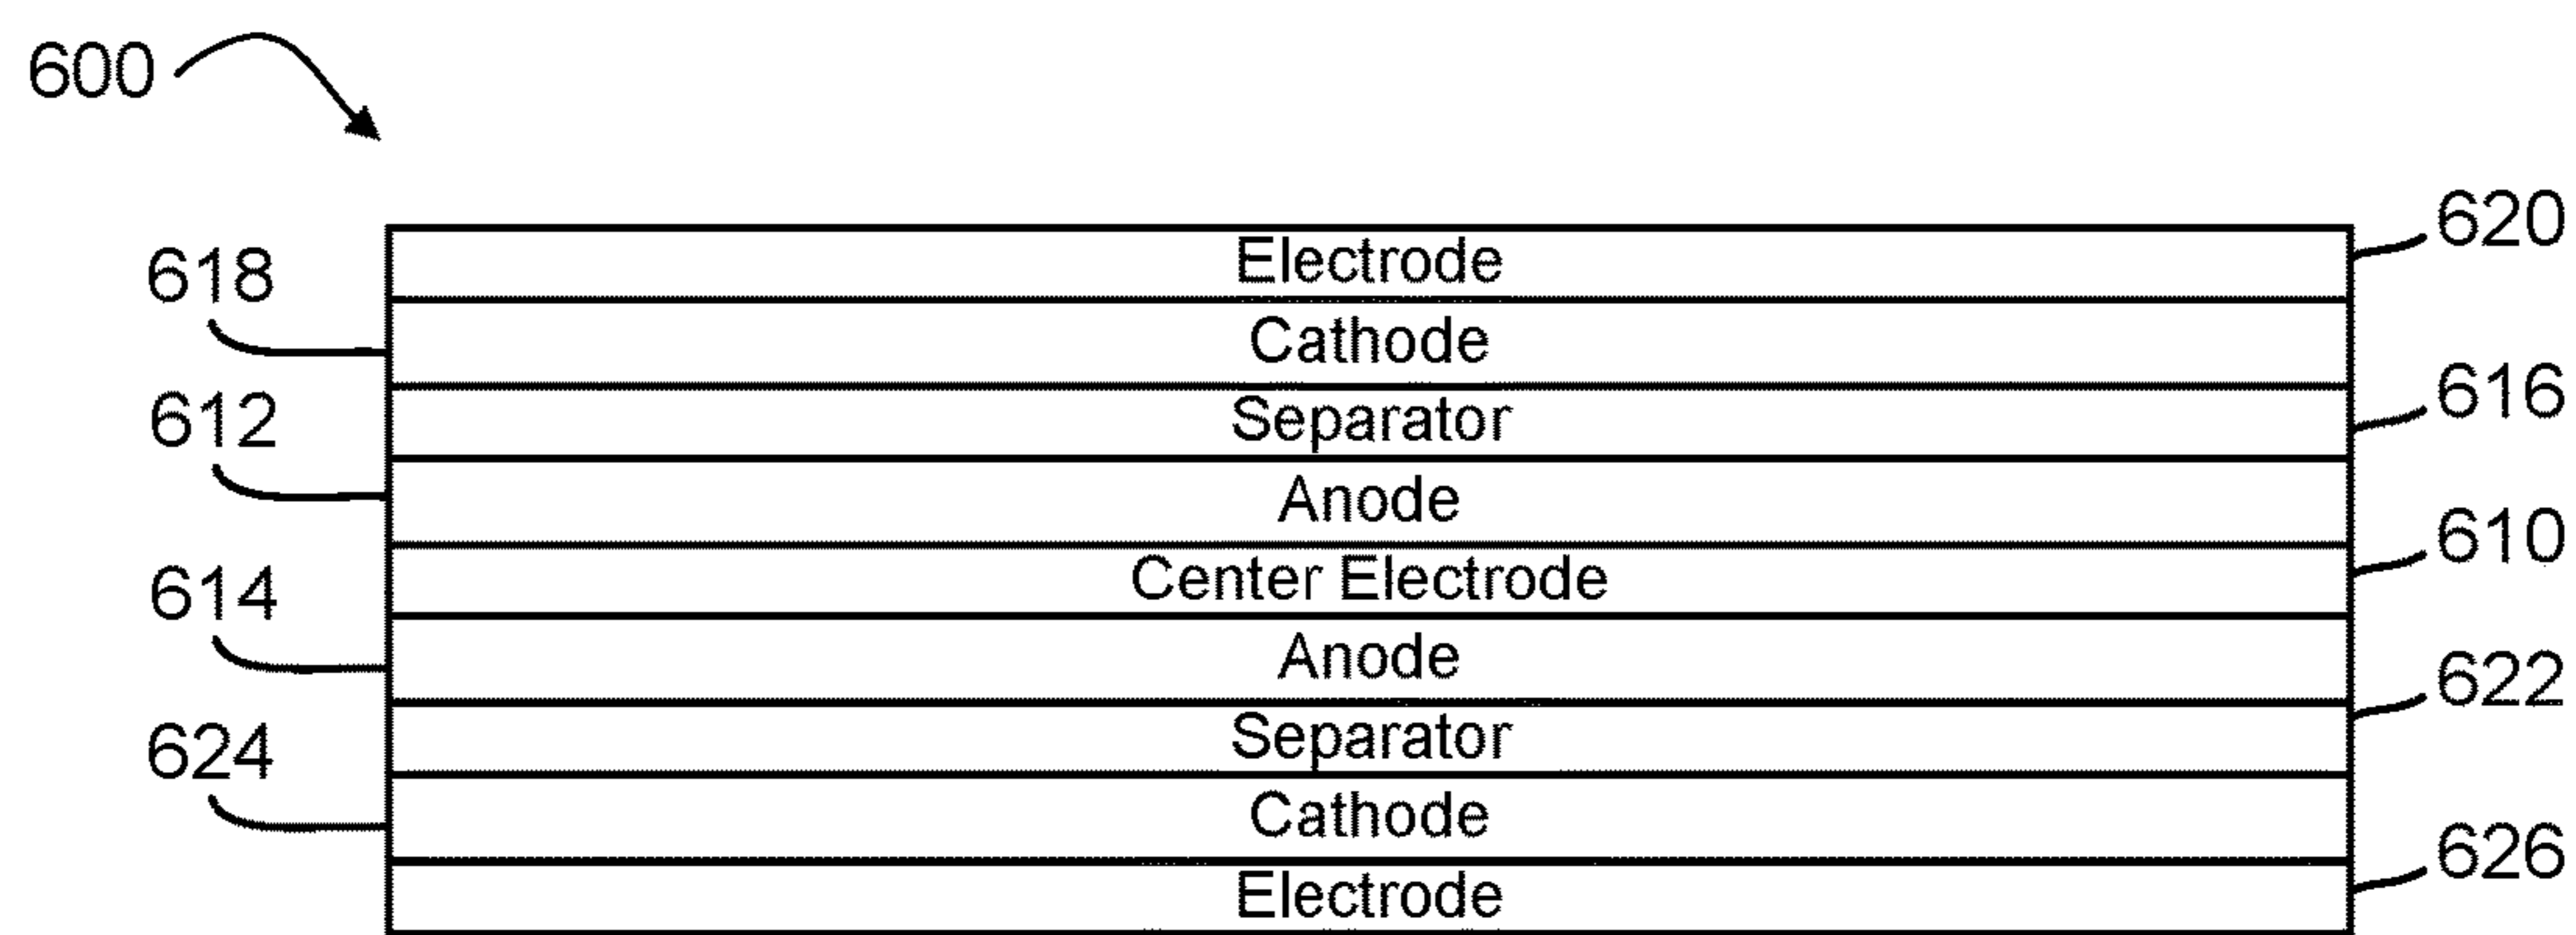 600
620
Electrode
618
Cathode
616
Separator
612
Anode
610
Center Electrode
614
Anode
622
Separator
624
Cathode
626
Electrode